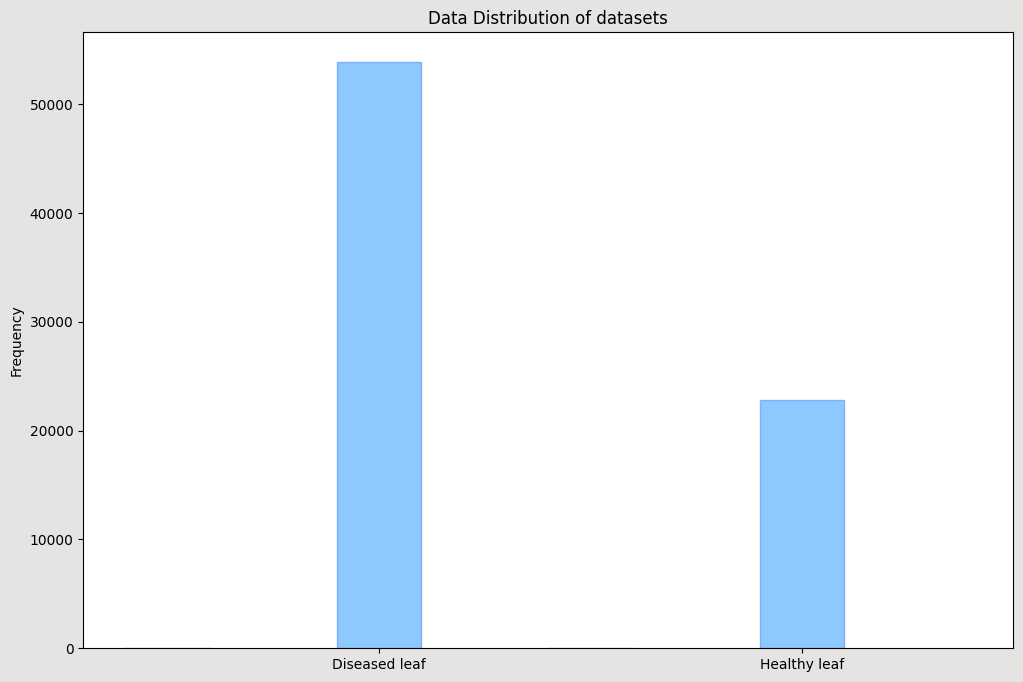 Data Distribution of datasets
50000
40000
30000
20000
10000
0
Frequency
Diseased leaf
Healthy leaf